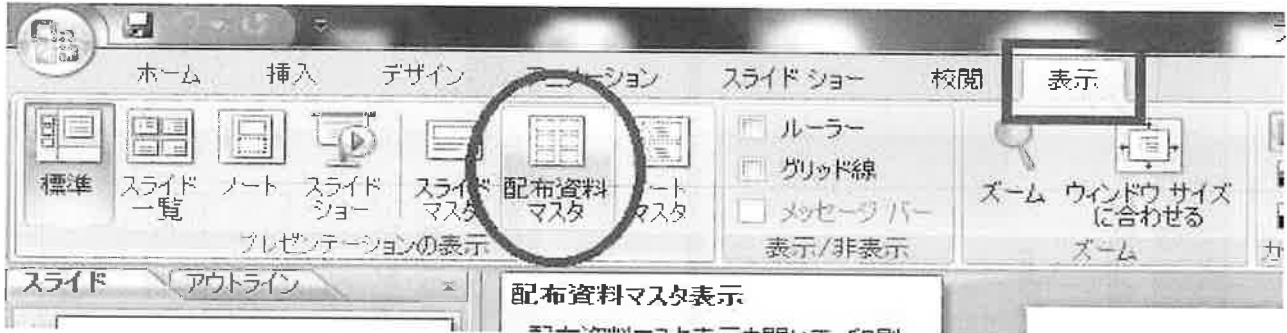 ホーム 挿入 デザイン アニメーション スライド ショー 校閲 表示
標準 スライド一覧 ノート スライドショー スライドマスタ 配布資料マスタ ノートマスタ
ルーラー
グリッド線
メッセージ バー
ズーム ウィンドウ サイズに合わせる
プレゼンテーションの表示 表示/非表示 ズーム
スライド アウトライン
配布資料マスタ表示